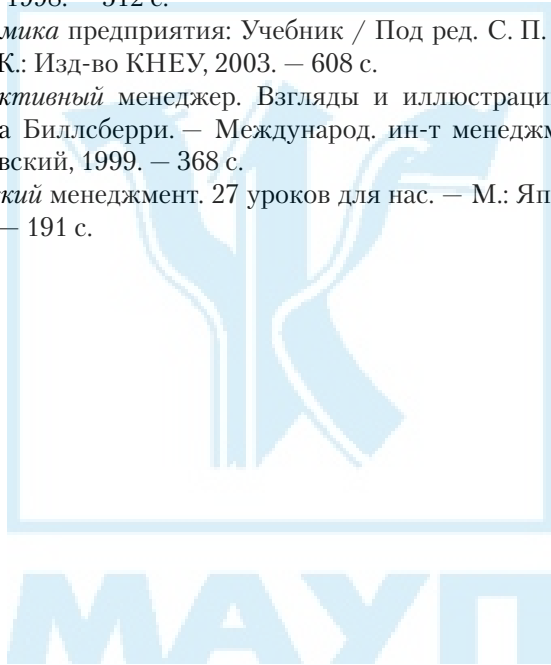 1998. — 512 с.
мика предприятия: Учебник / Под ред. С. П.
К.: Изд-во КНЕУ, 2003. — 608 с.
ктивный менеджер. Взгляды и иллюстраци
а Биллсберри. — Международ. ин-т менеджм
вский, 1999. — 368 с.
кий менеджмент. 27 уроков для нас. — М.: Яп
— 191 с.
МАУП